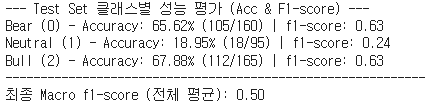 --- Test Set 클래스별 성능 평가 (Acc & F1-score) ---
Bear (0) - Accuracy: 65.62% (105/160) | f1-score: 0.63
Neutral (1) - Accuracy: 18.95% (18/95) | f1-score: 0.24
Bull (2) - Accuracy: 67.88% (112/165) | f1-score: 0.63
------------------------------------------------------------
최종 Macro f1-score (전체 평균): 0.50